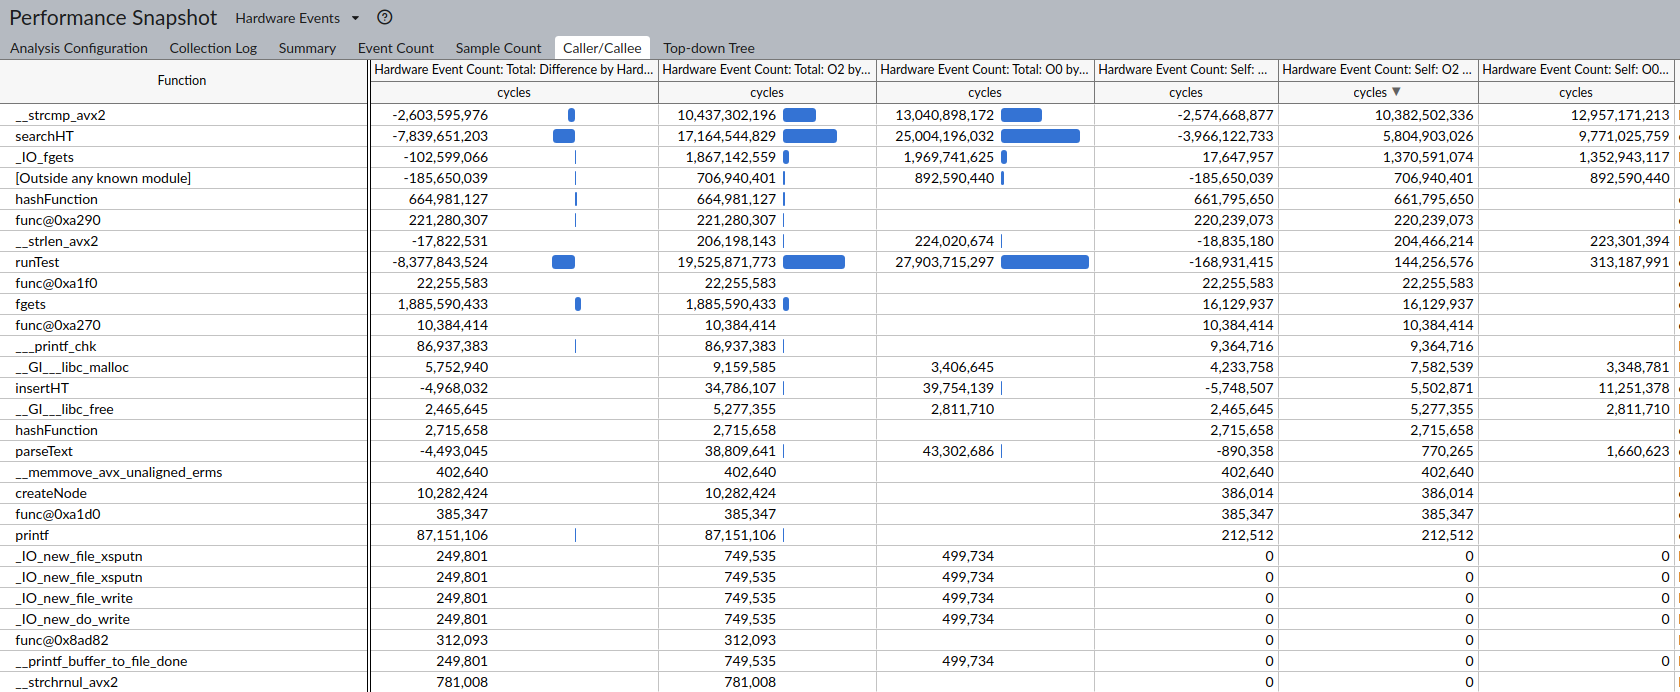 Performance Snapshot Hardware Events
Analysis Configuration Collection Log Summary Event Count Sample Count Caller/Callee Top-down Tree
Function Hardware Event Count: Total: Difference by Hard... Hardware Event Count: Total: O2 by... Hardware Event Count: Total: O0 by... Hardware Event Count: Self: ... Hardware Event Count: Self: O2 ... Hardware Event Count: Self: O0...
cycles cycles cycles cycles cycles ▼ cycles
__strcmp_avx2 -2,603,595,976 10,437,302,196 13,040,898,172 -2,574,668,877 10,382,502,336 12,957,171,213
searchHT -7,839,651,203 17,164,544,829 25,004,196,032 -3,966,122,733 5,804,903,026 9,771,025,759
_IO_fgets -102,599,066 1,867,142,559 1,969,741,625 17,647,957 1,370,591,074 1,352,943,117
[Outside any known module] -185,650,039 706,940,401 892,590,440 -185,650,039 706,940,401 892,590,440
hashFunction 664,981,127 664,981,127 661,795,650 661,795,650
func@0xa290 221,280,307 221,280,307 220,239,073 220,239,073
__strlen_avx2 -17,822,531 206,198,143 224,020,674 -18,835,180 204,466,214 223,301,394
runTest -8,377,843,524 19,525,871,773 27,903,715,297 -168,931,415 144,256,576 313,187,991
func@0xa1f0 22,255,583 22,255,583 22,255,583 22,255,583
fgets 1,885,590,433 1,885,590,433 16,129,937 16,129,937
func@0xa270 10,384,414 10,384,414 10,384,414 10,384,414
___printf_chk 86,937,383 86,937,383 9,364,716 9,364,716
__GI___libc_malloc 5,752,940 9,159,585 3,406,645 4,233,758 7,582,539 3,348,781
insertHT -4,968,032 34,786,107 39,754,139 -5,748,507 5,502,871 11,251,378
__GI___libc_free 2,465,645 5,277,355 2,811,710 2,465,645 5,277,355 2,811,710
hashFunction 2,715,658 2,715,658 2,715,658 2,715,658
parseText -4,493,045 38,809,641 43,302,686 -890,358 770,265 1,660,623
__memmove_avx_unaligned_erms 402,640 402,640 402,640 402,640
createNode 10,282,424 10,282,424 386,014 386,014
func@0xa1d0 385,347 385,347 385,347 385,347
printf 87,151,106 87,151,106 212,512 212,512
_IO_new_file_xsputn 249,801 749,535 499,734 0 0 0
_IO_new_file_xsputn 249,801 749,535 499,734 0 0 0
_IO_new_file_write 249,801 749,535 499,734 0 0 0
_IO_new_do_write 249,801 749,535 499,734 0 0 0
func@0x8ad82 312,093 312,093 0 0
__printf_buffer_to_file_done 249,801 749,535 499,734 0 0 0
__strchrnul_avx2 781,008 781,008 0 0